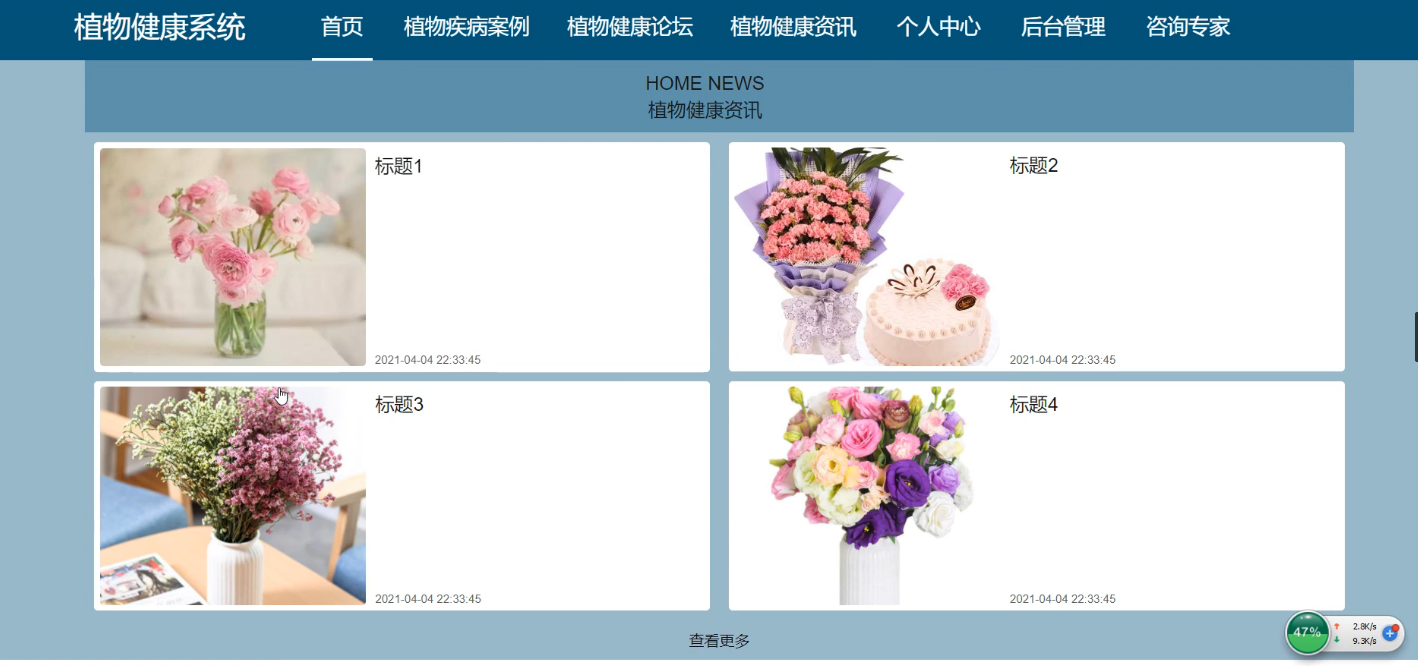 植物健康系统 首页 植物疾病案例 植物健康论坛 植物健康资讯 个人中心 后台管理 咨询专家
HOME NEWS
植物健康资讯
标题1
2021-04-04 22:33:45
标题2
2021-04-04 22:33:45
标题3
2021-04-04 22:33:45
标题4
2021-04-04 22:33:45
查看更多
47%
2.8K/s
9.3K/s